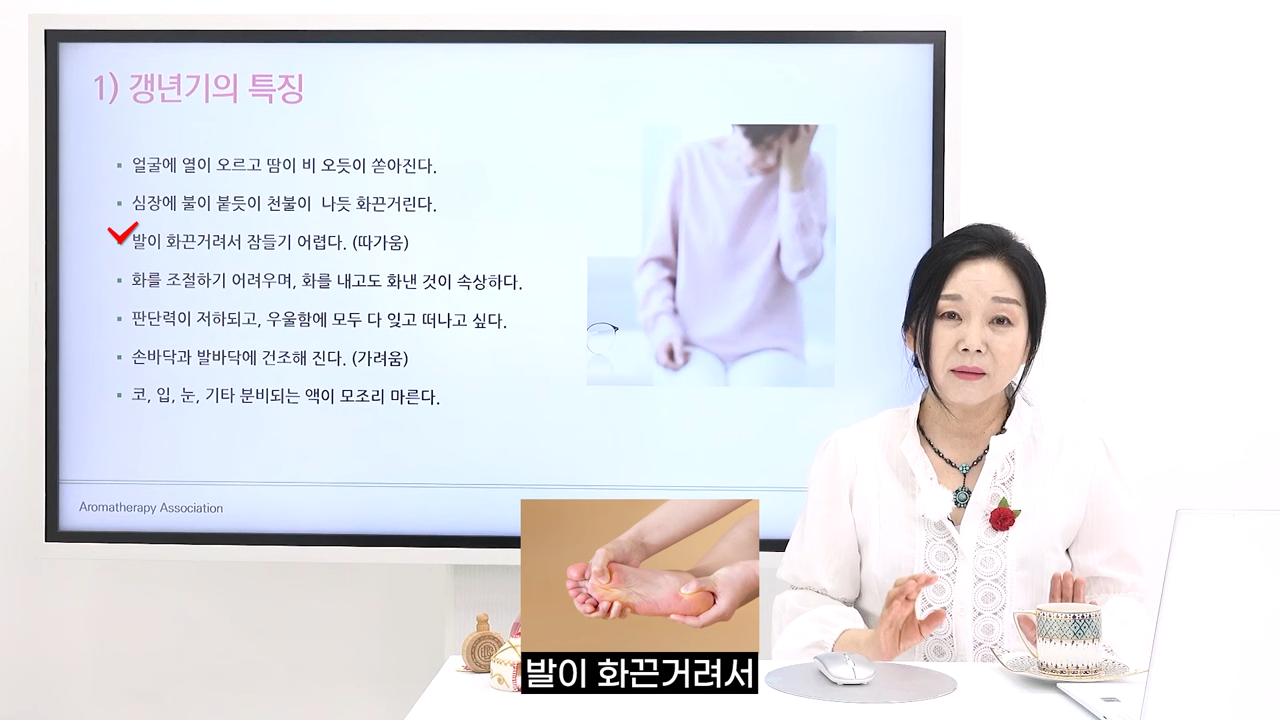 1) 갱년기의 특징
얼굴에 열이 오르고 땀이 비 오듯이 쏟아진다.
심장에 불이 붙듯이 천불이 나듯 화끈거린다.
발이 화끈거려서 잠들기 어렵다. (따가움)
화를 조절하기 어려우며, 화를 내고도 화낸 것이 속상하다.
판단력이 저하되고, 우울함에 모두 다 잊고 떠나고 싶다.
손바닥과 발바닥에 건조해 진다. (가려움)
코, 입, 눈, 기타 분비되는 액이 모조리 마른다.
Aromatherapy Association
발이 화끈거려서